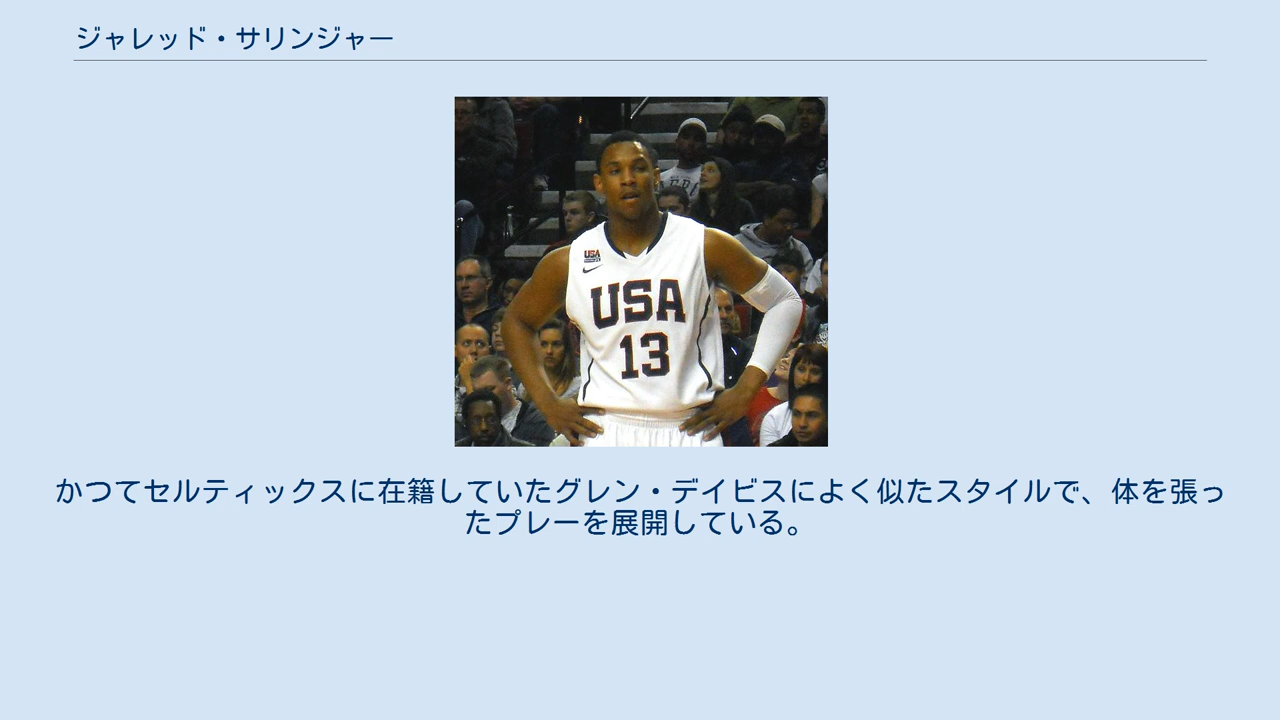 ジャレッド・サリンジャー
USA
USA
13
かつてセルティックスに在籍していたグレン・デイビスによく似たスタイルで、体を張っ
たプレーを展開している。